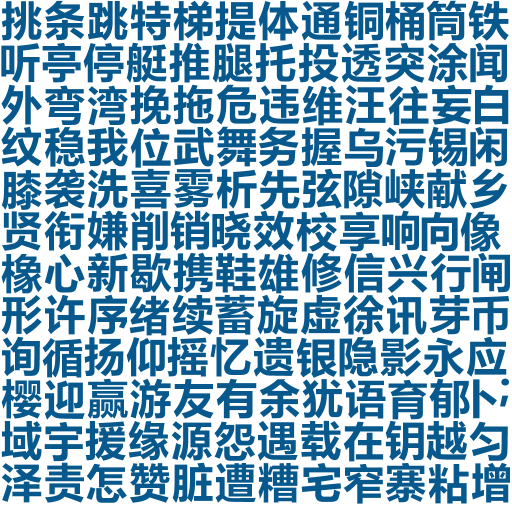 挑条跳特梯提体通铜桶筒铁
听亭停艇推腿托投透突涂闻
外弯湾挽拖危违维汪往妄白
纹稳我位武舞务握乌污锡闲
膝袭洗喜雾析先弦隙峡献乡
贤衔嫌削销晓效校享响向像
橡心新歇携鞋雄修信兴行闸
形许序绪续蓄旋虚徐讯芽币
询循扬仰摇忆遗银隐影永应
樱迎赢游友有余犹语育郁卜;
域宇援缘源怨遇载在钥越匀
泽责怎赞脏遭糟宅窄寨粘增